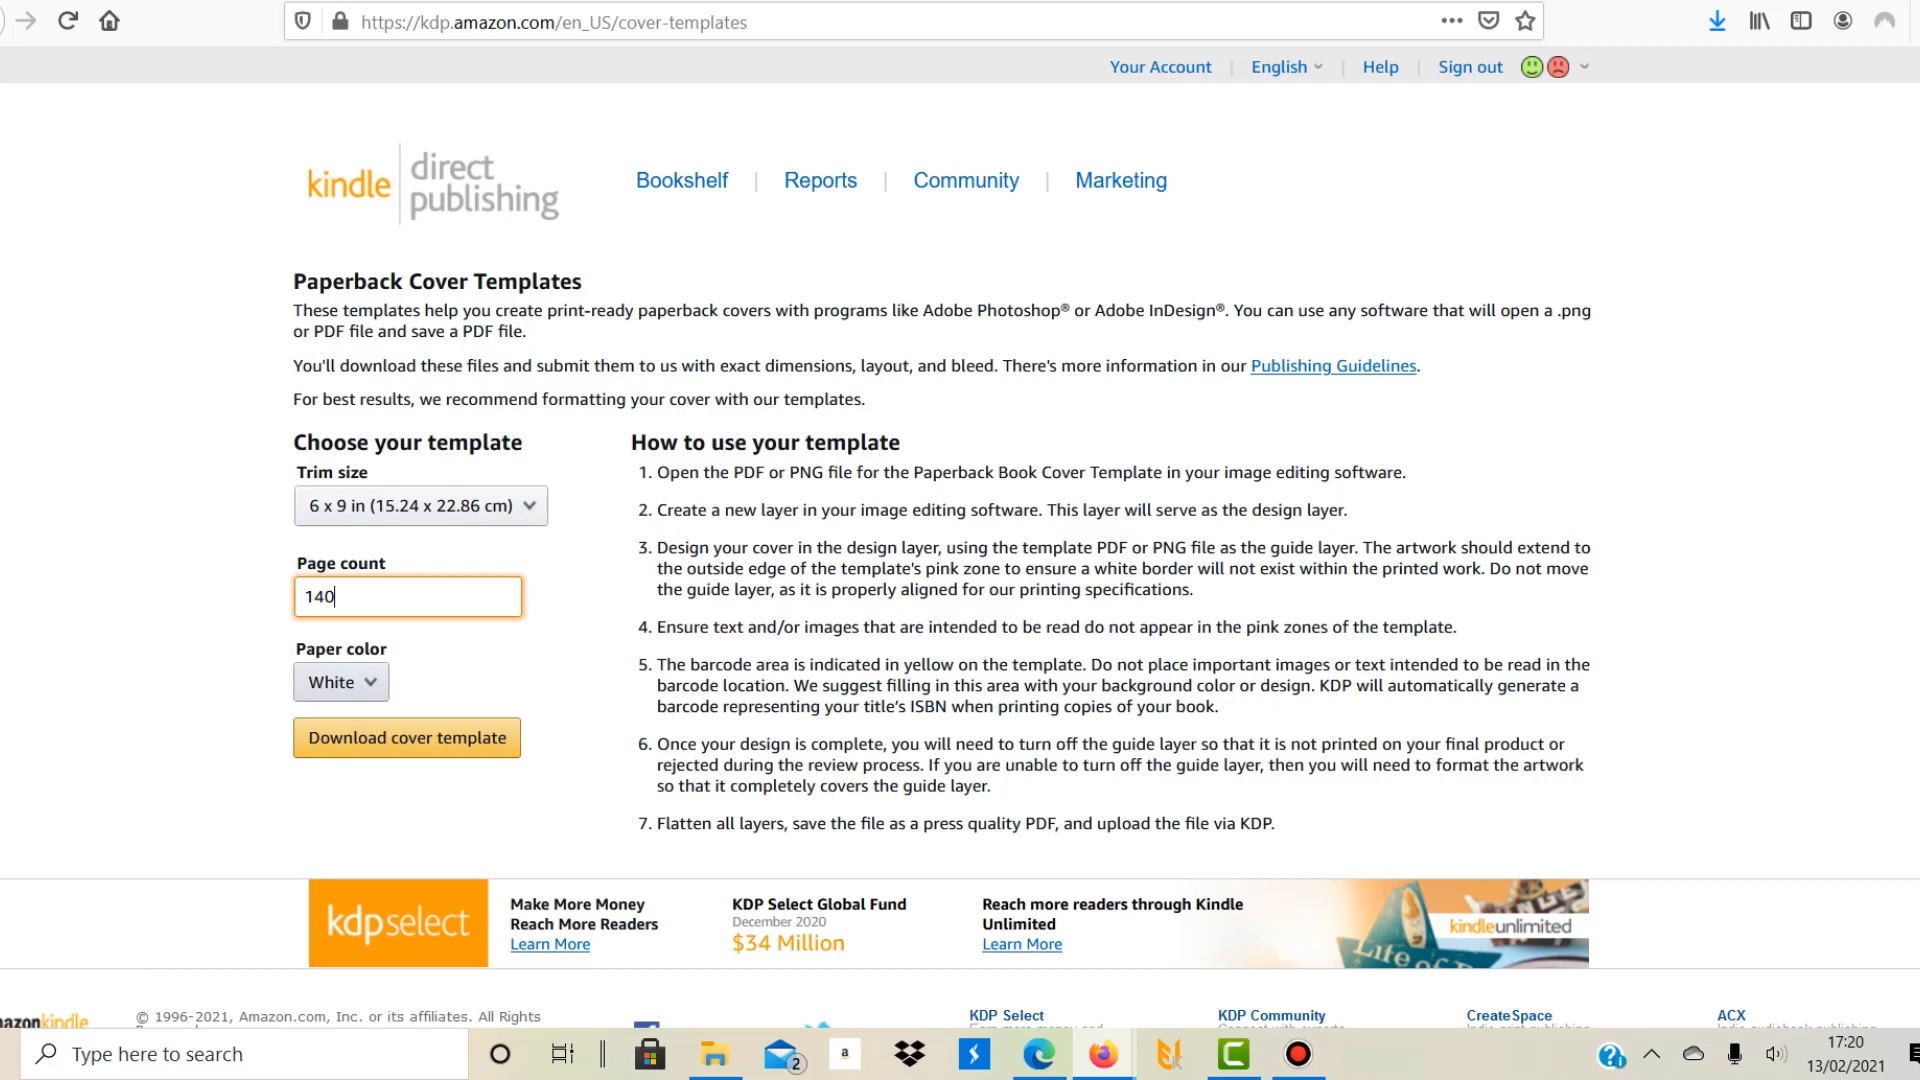 https://kdp.amazon.com/en_US/cover-templates
Your Account
English
Help
Sign out
kindle
direct
publishing
Bookshelf
Reports
Community
Marketing
Paperback Cover Templates
These templates help you create print-ready paperback covers with programs like Adobe Photoshop® or Adobe InDesign®. You can use any software that will open a .png
or PDF file and save a PDF file.
You'll download these files and submit them to us with exact dimensions, layout, and bleed. There's more information in our Publishing Guidelines.
For best results, we recommend formatting your cover with our templates.
Choose your template
Trim size
6 x 9 in (15.24 x 22.86 cm)
Page count
140
Paper color
White
Download cover template
How to use your template
1. Open the PDF or PNG file for the Paperback Book Cover Template in your image editing software.
2. Create a new layer in your image editing software. This layer will serve as the design layer.
3. Design your cover in the design layer, using the template PDF or PNG file as the guide layer. The artwork should extend to
the outside edge of the template's pink zone to ensure a white border will not exist within the printed work. Do not move
the guide layer, as it is properly aligned for our printing specifications.
4. Ensure text and/or images that are intended to be read do not appear in the pink zones of the template.
5. The barcode area is indicated in yellow on the template. Do not place important images or text intended to be read in the
barcode location. We suggest filling in this area with your background color or design. KDP will automatically generate a
barcode representing your title's ISBN when printing copies of your book.
6. Once your design is complete, you will need to turn off the guide layer so that it is not printed on your final product or
rejected during the review process. If you are unable to turn off the guide layer, then you will need to format the artwork
so that it completely covers the guide layer.
7. Flatten all layers, save the file as a press quality PDF, and upload the file via KDP.
kdpselect
Make More Money
Reach More Readers
Learn More
KDP Select Global Fund
December 2020
$34 Million
Reach more readers through Kindle
Unlimited
Learn More
kindleunlimited
Life of
azonkindle
© 1996-2021, Amazon.com, Inc. or its affiliates. All Rights
KDP Select
KDP Community
CreateSpace
ACX
Type here to search
2
a
17:20
13/02/2021